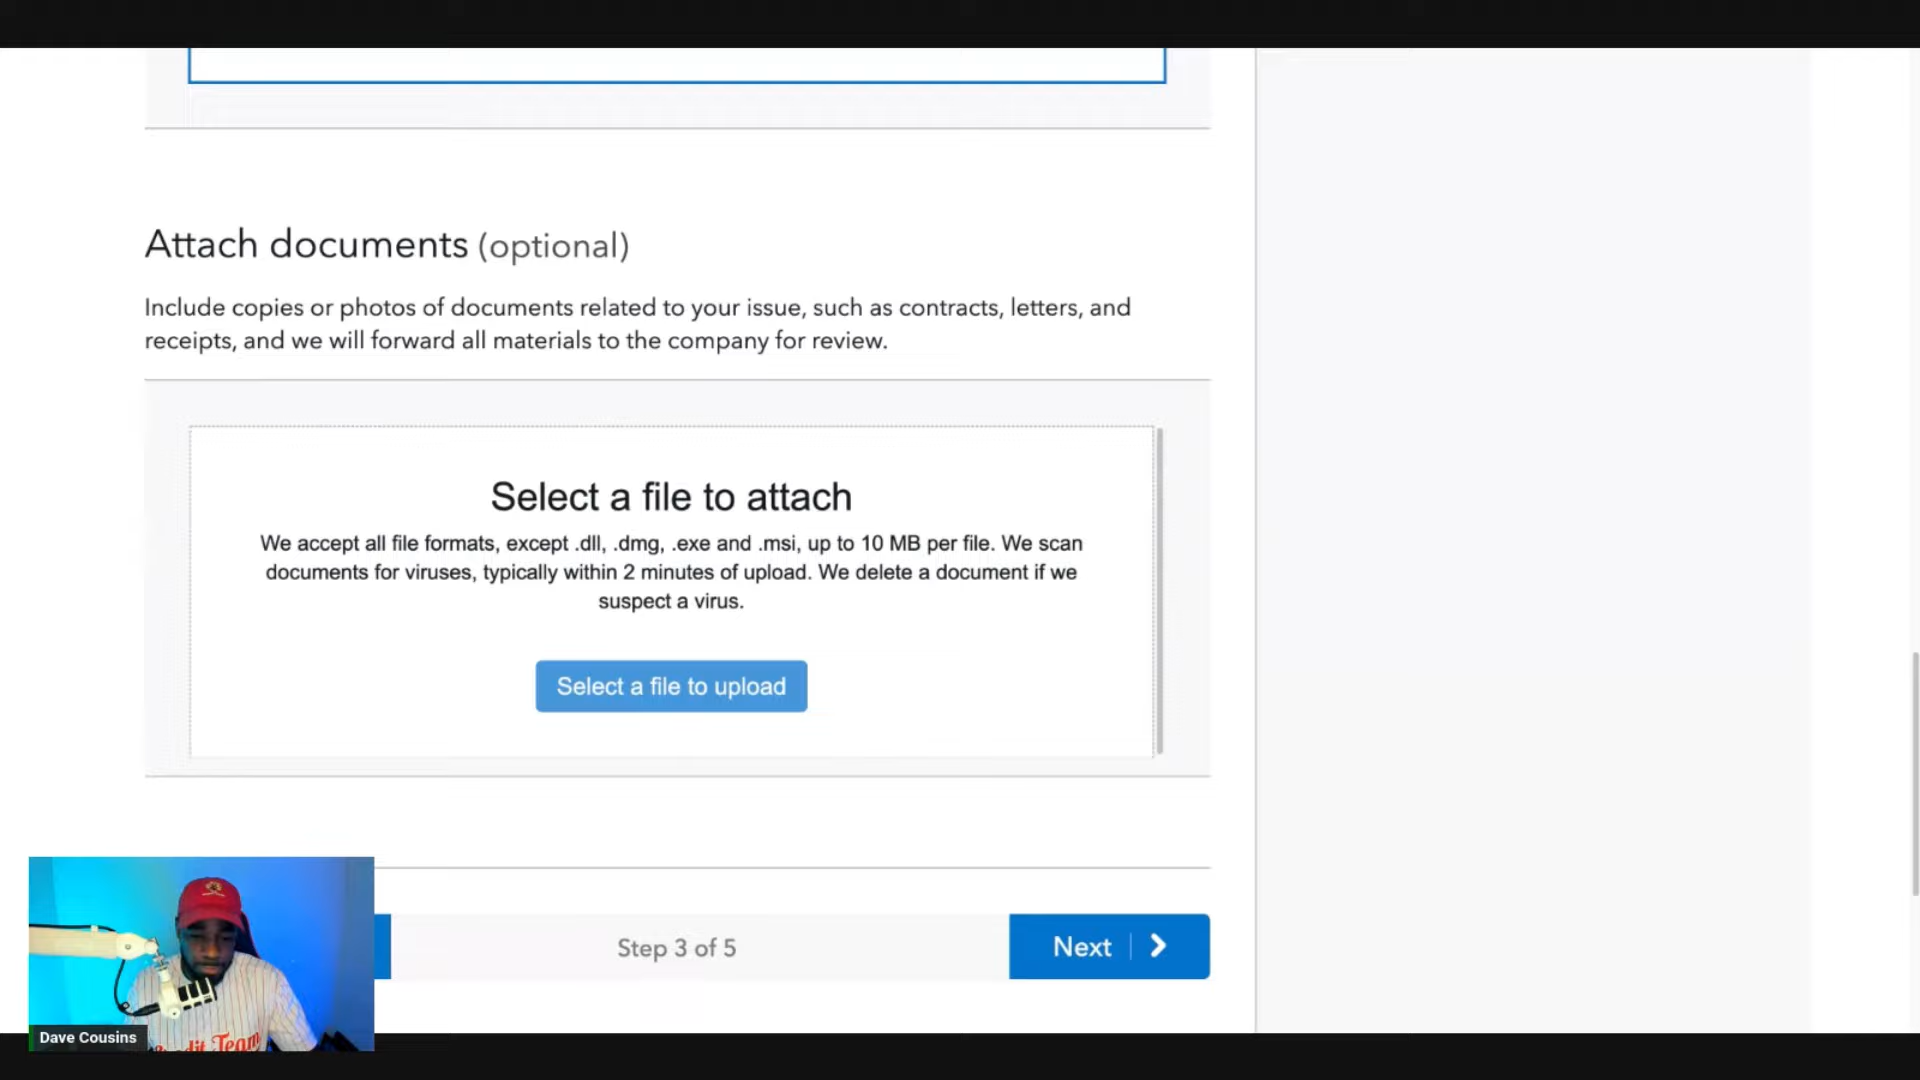 Attach documents (optional)
Include copies or photos of documents related to your issue, such as contracts, letters, and
receipts, and we will forward all materials to the company for review.
Select a file to attach
We accept all file formats, except .dll, .dmg, .exe and .msi, up to 10 MB per file. We scan
documents for viruses, typically within 2 minutes of upload. We delete a document if we
suspect a virus.
Select a file to upload
Step 3 of 5
Next
Dave Cousins
Team